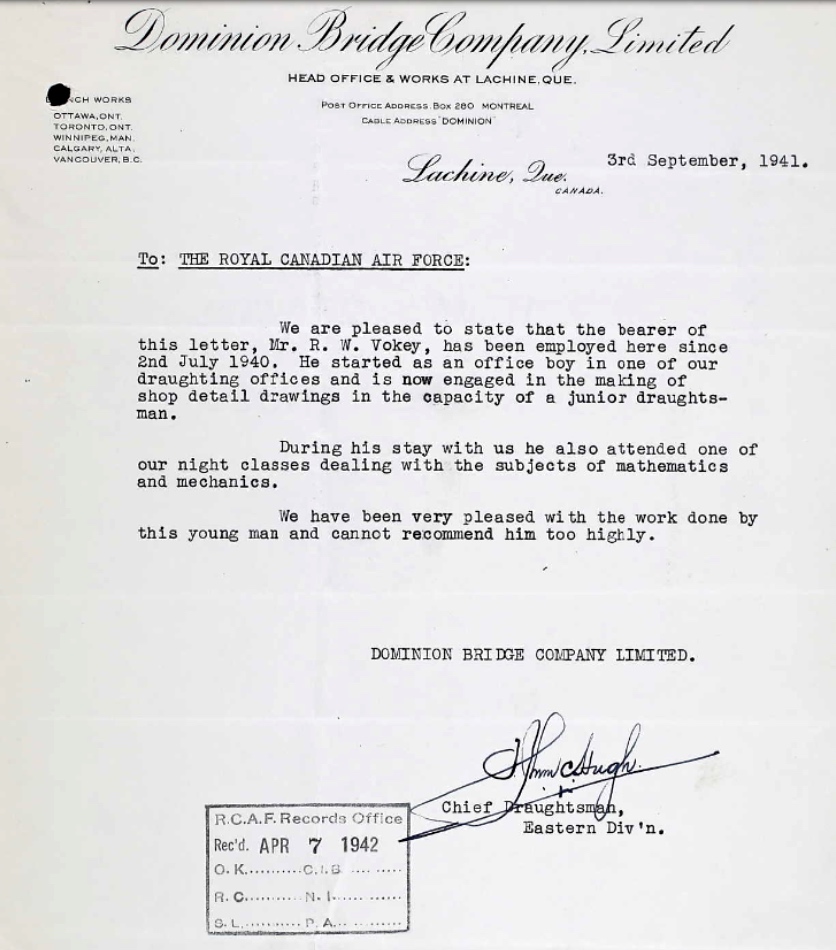 Dominion Bridge Company, Limited
HEAD OFFICE & WORKS AT LACHINE, QUE.
NCH WORKS
OTTAWA, ONT.
TORONTO, ONT.
WINNIPEG, MAN.
CALGARY, ALTA.
VANCOUVER, B.C.
POST OFFICE ADDRESS, BOX 280 MONTREAL
CABLE ADDRESS "DOMINION"
Lachine, Que.
CANADA.
3rd September, 1941.
To: THE ROYAL CANADIAN AIR FORCE:
We are pleased to state that the bearer of
this letter, Mr. R. W. Vokey, has been employed here since
2nd July 1940. He started as an office boy in one of our
draughting offices and is now engaged in the making of
shop detail drawings in the capacity of a junior draughts-
man.
During his stay with us he also attended one of
our night classes dealing with the subjects of mathematics
and mechanics.
We have been very pleased with the work done by
this young man and cannot recommend him too highly.
DOMINION BRIDGE COMPANY LIMITED.
Chief Draughtsman,
Eastern Div'n.
R.C.A.F. Records Office
Rec'd. APR 7 1942
O. K..........C.I.B .... .....
R. C..........N. I............
S. L...........P. A... ..........